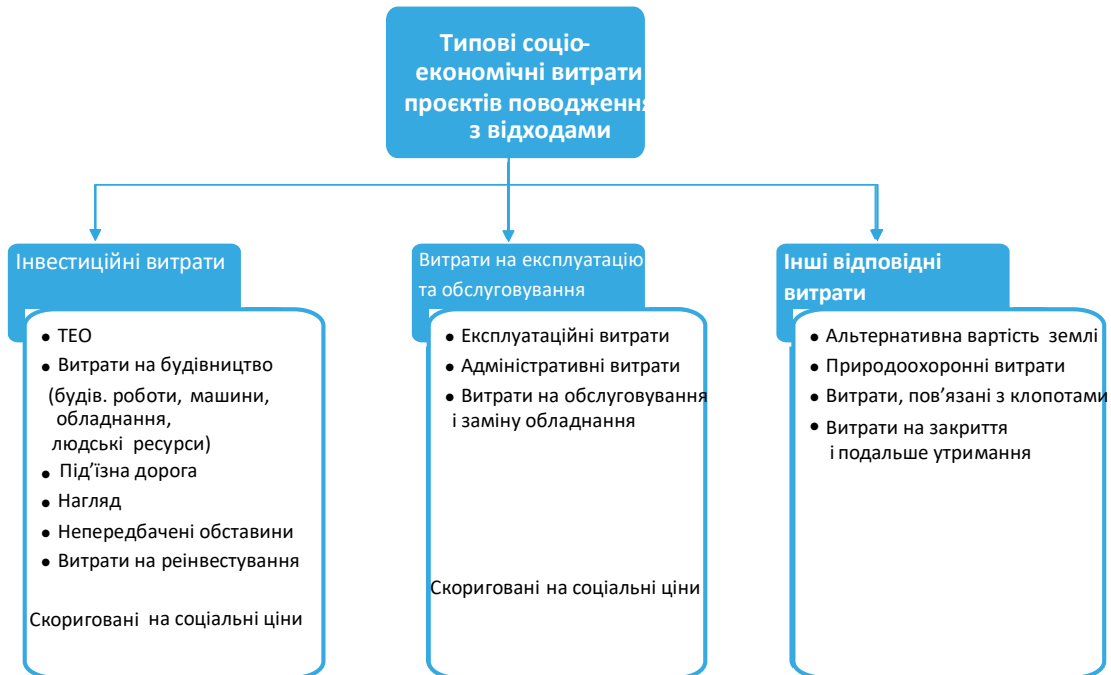 Типові соціо-
економічні витрати
проєктів поводження
з відходами
Інвестиційні витрати
• ТЕО
• Витрати на будівництво
(будів. роботи, машини,
обладнання,
людські ресурси)
• Під’їзна дорога
• Нагляд
• Непередбачені обставини
• Витрати на реінвестування
Скориговані на соціальні ціни
Витрати на експлуатацію
та обслуговування
• Експлуатаційні витрати
• Адміністративні витрати
• Витрати на обслуговування
і заміну обладнання
Скориговані на соціальні ціни
Інші відповідні
витрати
• Альтернативна вартість землі
• Природоохоронні витрати
• Витрати, пов’язані з клопотами
• Витрати на закриття
і подальше утримання